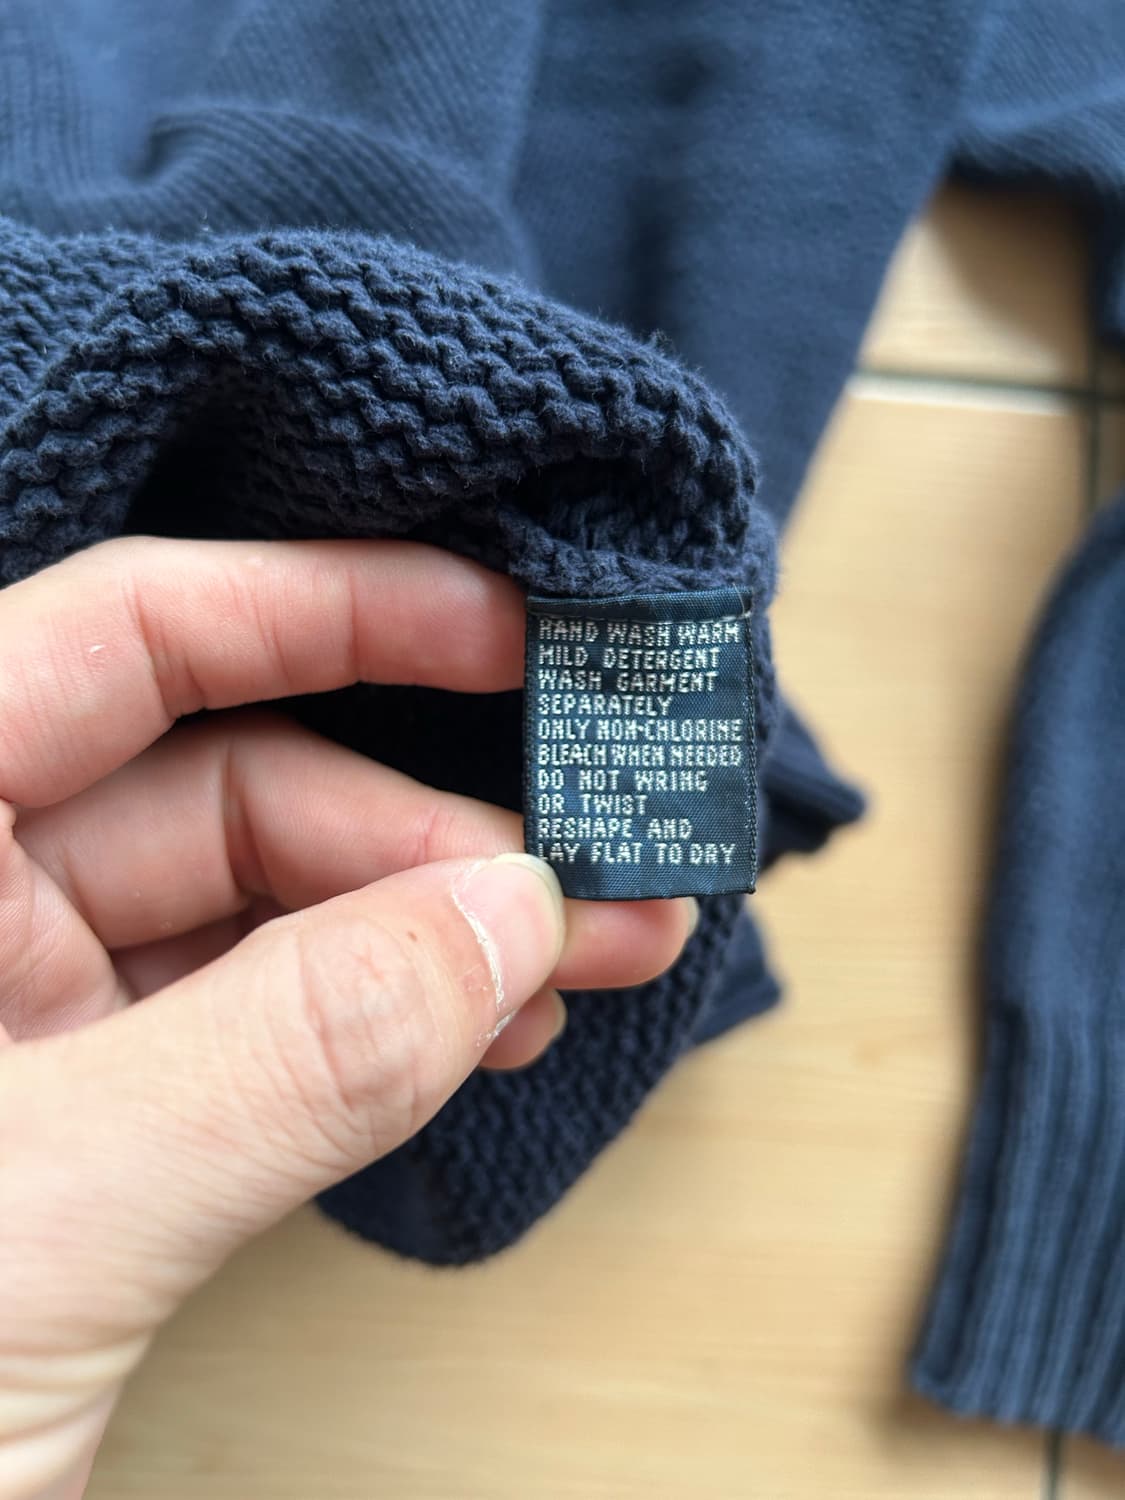 HAND WASH WARM
MILD DETERGENT
WASH GARMENT
SEPARATELY
ONLY NON-CHLORINE
BLEACH WHEN NEEDED
DO NOT WRING
OR TWIST
RESHAPE AND
LAY FLAT TO DRY